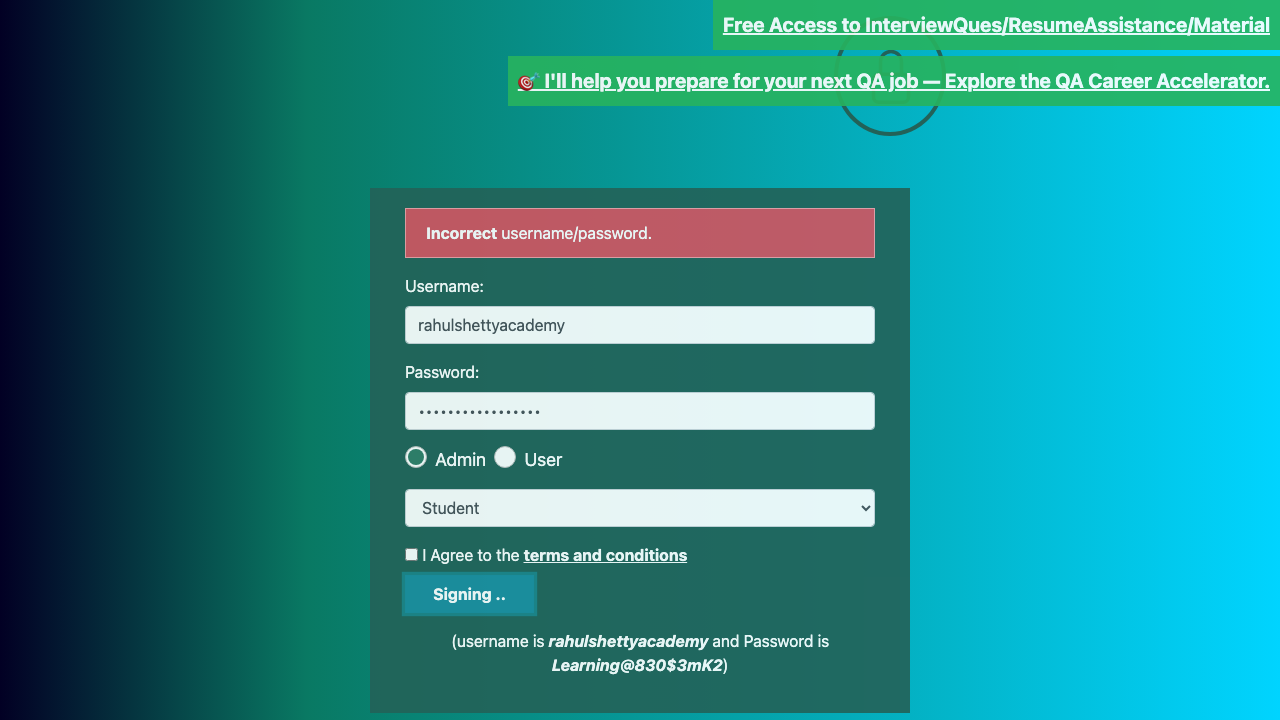 Free Access to InterviewQues/ResumeAssistance/Material
🎯 I'll help you prepare for your next QA job — Explore the QA Career Accelerator.
Incorrect username/password.
Username:
rahulshettyacademy
Password:
•••••••••••••••••
Admin User
Student
I Agree to the terms and conditions
Signing ..
(username is rahulshettyacademy and Password is
Learning@830$3mK2)